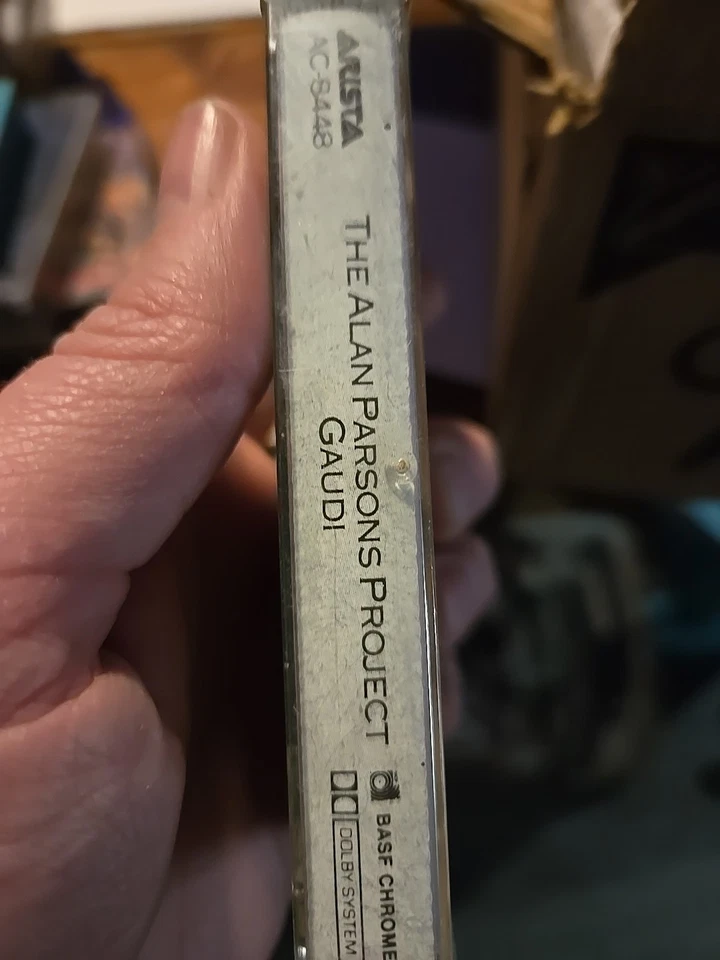 ARISTA
AC-8448
THE ALAN PARSONS PROJECT
GAUDI
BASF CHROME
DOLBY SYSTEM